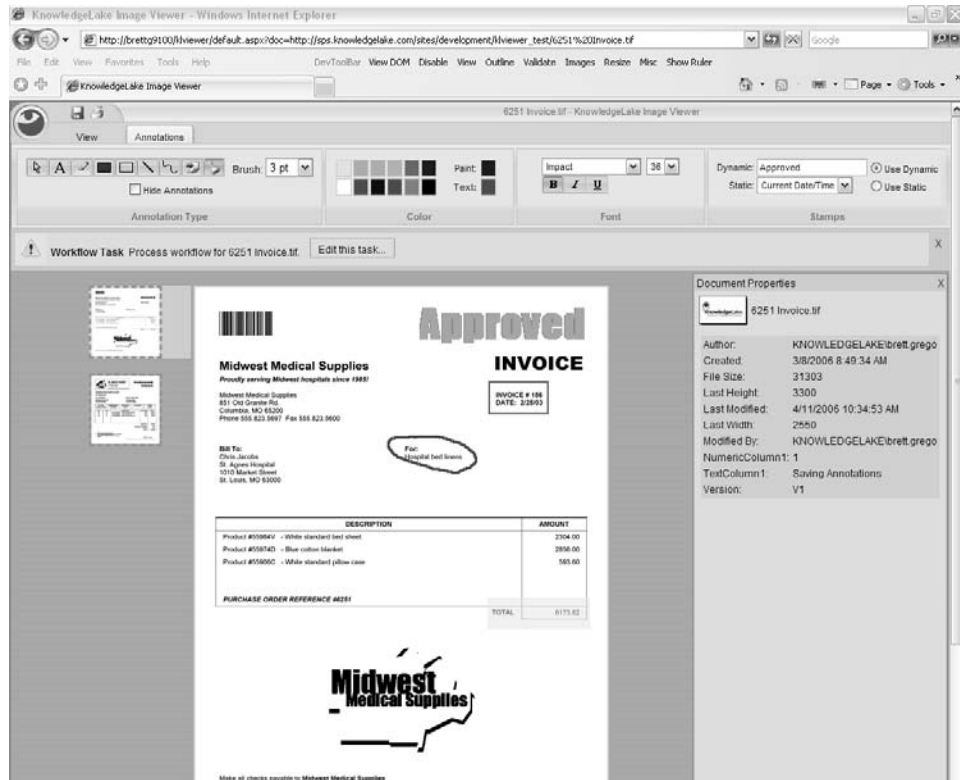 KnowledgeLake Image Viewer - Windows Internet Explorer
http://brettg9100/klviewer/default.aspx?doc=http://sps.knowledgelake.com/sites/development/klviewer_test/6251%20Invoice.tif
Google
File Edit View Favorites Tools Help DevToolBar View DOM Disable View Outline Validate Images Resize Misc Show Ruler
KnowledgeLake Image Viewer
Page Tools
6251 Invoice.tif - KnowledgeLake Image Viewer
View Annotations
A Brush: 3 pt Paint: Impact 36 Dynamic: Approved Use Dynamic
Hide Annotations Text: B I U Static: Current Date/Time Use Static
Annotation Type Color Font Stamps
Workflow Task Process workflow for 6251 Invoice.tif. Edit this task... X
Approved
INVOICE
Midwest Medical Supplies
Proudly serving Midwest hospitals since 1985!
Midwest Medical Supplies
851 Old Granite Rd.
Columbia, MO 65200
Phone 555.823.5697 Fax 555.823.5600
INVOICE # 186
DATE: 2/28/03
Bill To:
Chris Jacobs
St. Agnes Hospital
1010 Market Street
St. Louis, MO 63000
For:
Hospital bed linens
DESCRIPTION AMOUNT
- White standard bed sheet 2304.00
- Blue cotton blanket
- White standard pillow case 593.60
PURCHASE ORDER REFERENCE #6251
TOTAL 6173.62
Midwest
Medical Supplies
Make all checks payable to Midwest Medical Supplies
Document Properties X
6251 Invoice.tif
Author: KNOWLEDGELAKE\brett.grego
Created: 3/8/2006 8:49:34 AM
File Size: 31303
Last Height: 3300
Last Modified: 4/11/2006 10:34:53 AM
Last Width: 2550
Modified By: KNOWLEDGELAKE\brett.grego
NumericColumn1: 1
TextColumn1: Saving Annotations
Version: V1